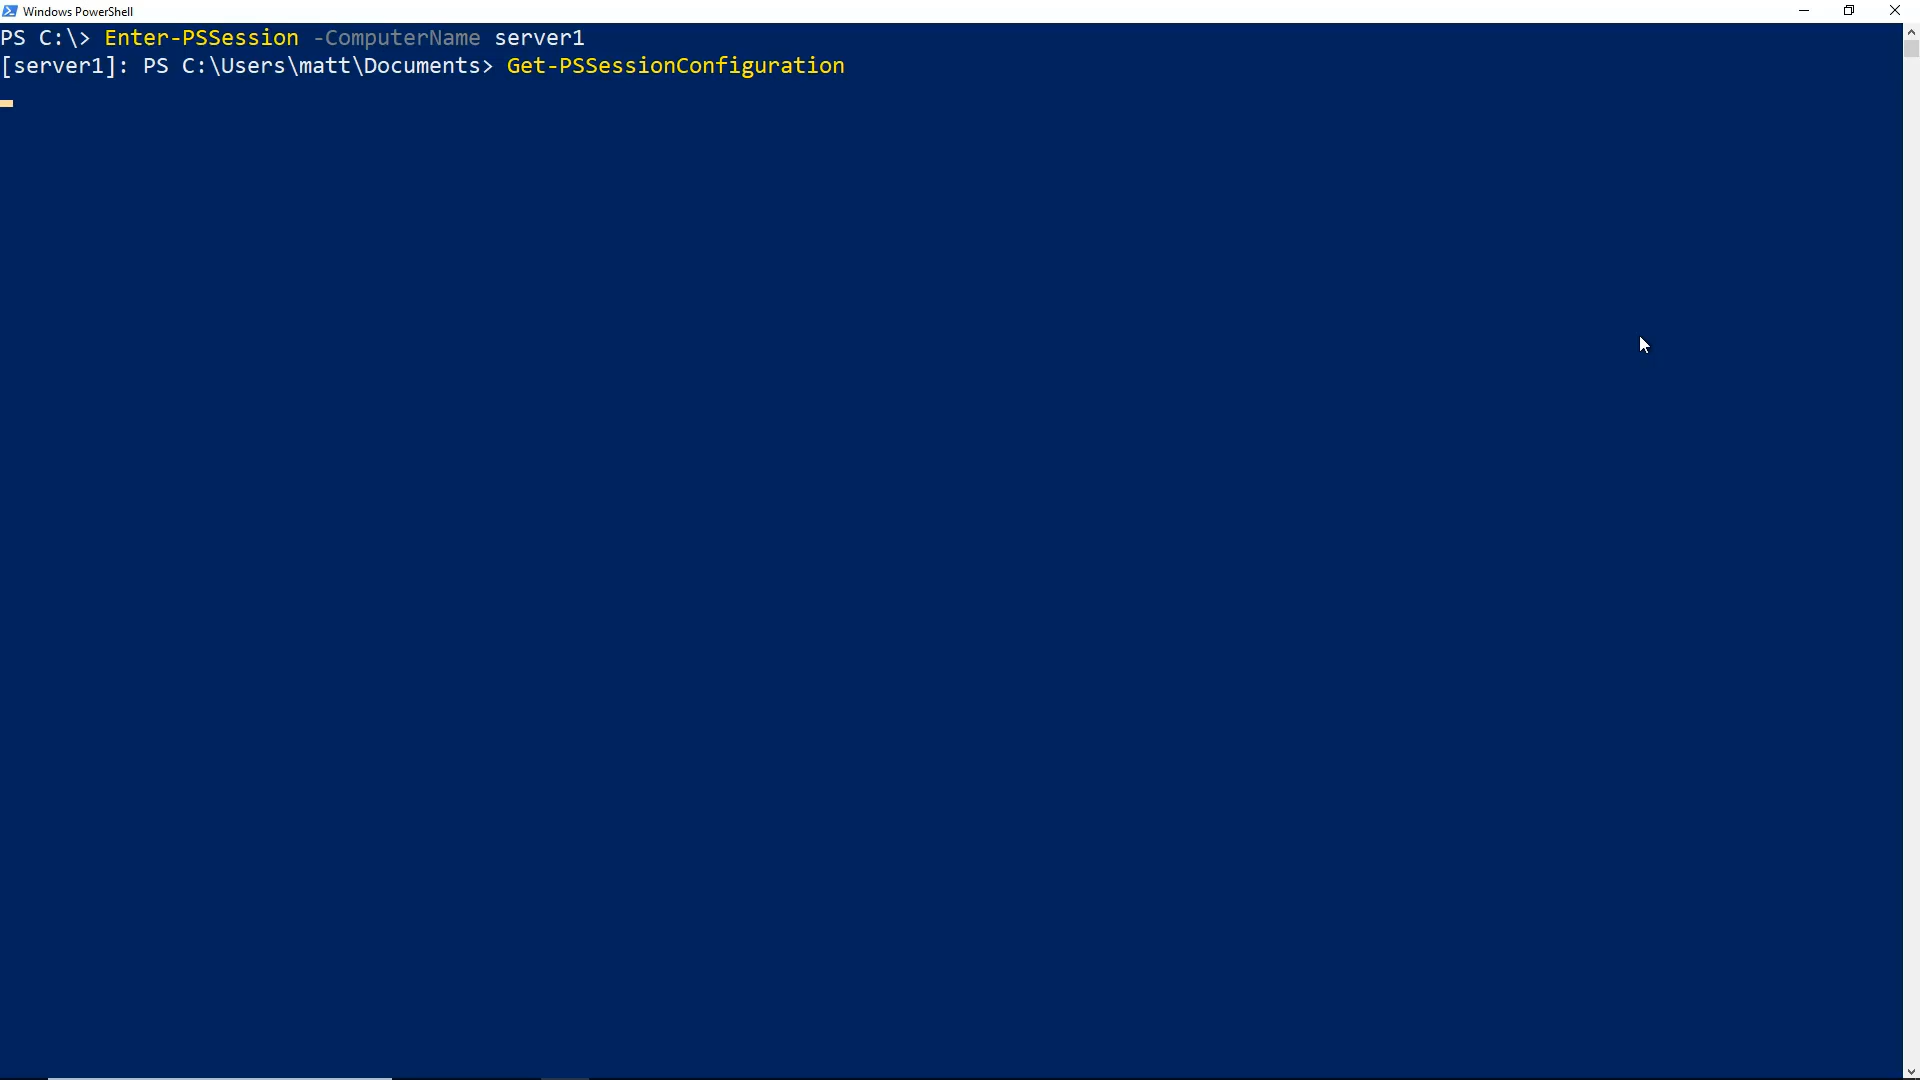 Windows PowerShell
PS C:\> Enter-PSSession -ComputerName server1
[server1]: PS C:\Users\matt\Documents> Get-PSSessionConfiguration